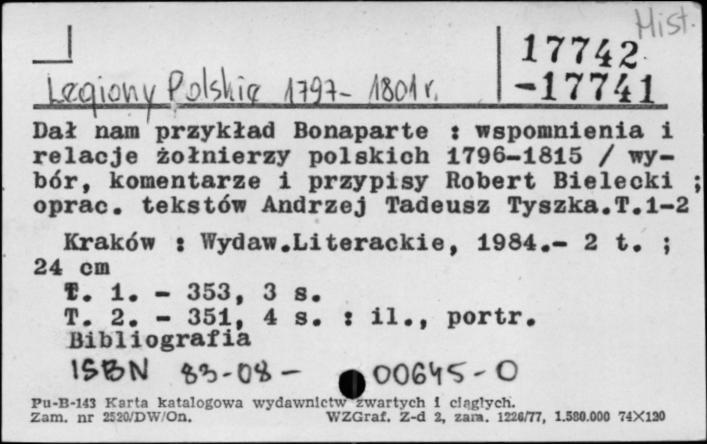 Hist.
17742
-17741
Legiony Polskie 1797- 1801 r.
Dał nam przykład Bonaparte : wspomnienia i
relacje żołnierzy polskich 1796-1815 / wy-
bór, komentarze i przypisy Robert Bielecki ;
oprac. tekstów Andrzej Tadeusz Tyszka.T.1-2
Kraków : Wydaw.Literackie, 1984.- 2 t. ;
24 cm
T. 1. - 353, 3 s.
T. 2. - 351, 4 s. : il., portr.
Bibliografia
ISBN 83-08- 00645-0
Pu-B-143 Karta katalogowa wydawnictw zwartych i ciągłych.
Zam. nr 2520/DW/On. WZGraf. Z-d 2, zam. 1226/77, 1.580.000 74X120